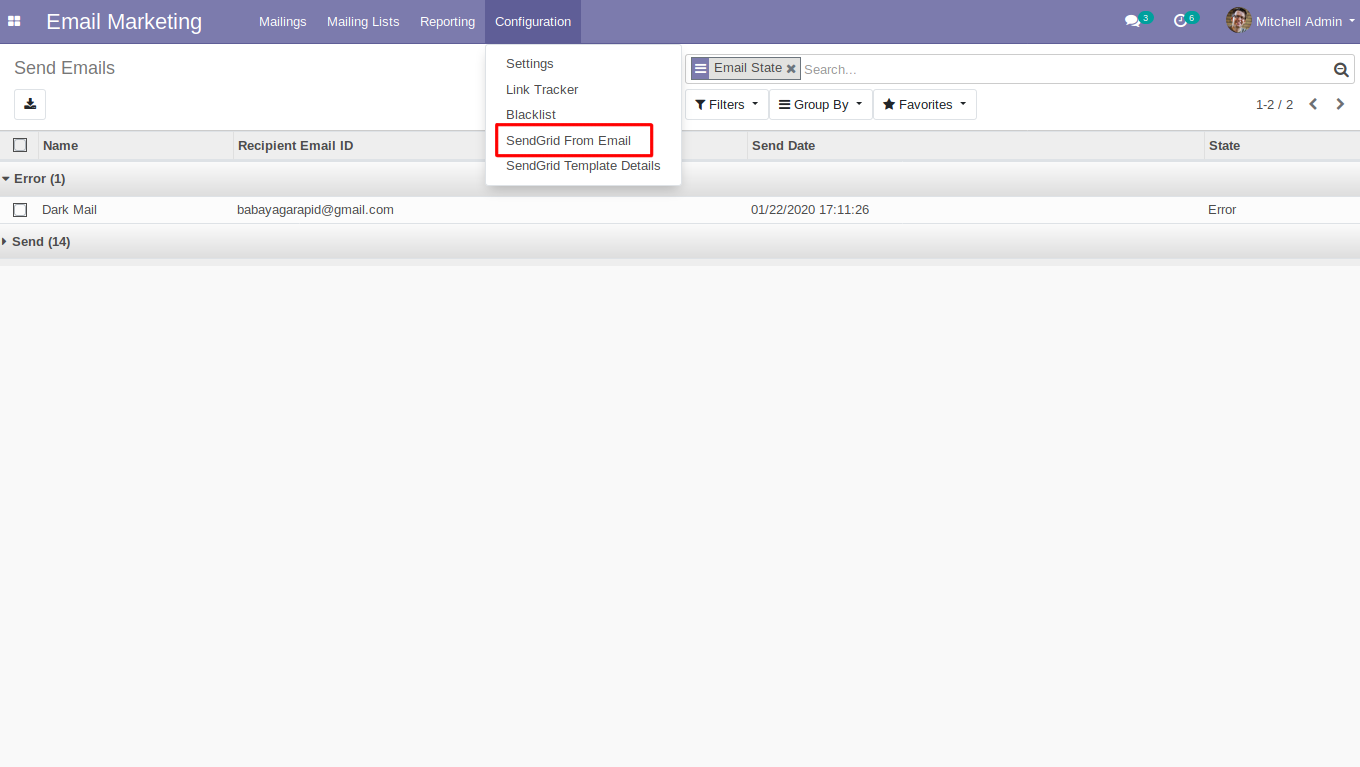 Email Marketing Mailings Mailing Lists Reporting Configuration 3 6 Mitchell Admin
Send Emails
Settings
Link Tracker
Blacklist
SendGrid From Email
SendGrid Template Details
Email State Search...
Filters Group By Favorites 1-2 / 2
Name Recipient Email ID Send Date State
Error (1)
Dark Mail babayagarapid@gmail.com 01/22/2020 17:11:26 Error
Send (14)